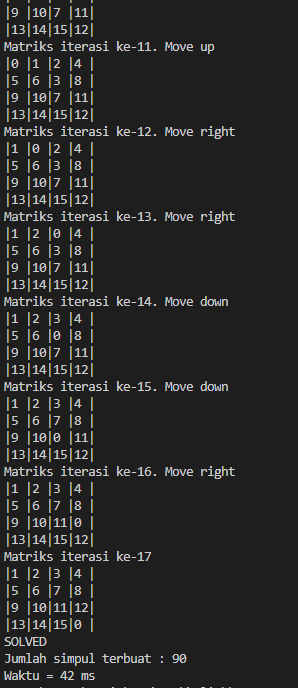 |9 |10|7 |11|
|13|14|15|12|
Matriks iterasi ke-11. Move up
|0 |1 |2 |4 |
|5 |6 |3 |8 |
|9 |10|7 |11|
|13|14|15|12|
Matriks iterasi ke-12. Move right
|1 |0 |2 |4 |
|5 |6 |3 |8 |
|9 |10|7 |11|
|13|14|15|12|
Matriks iterasi ke-13. Move right
|1 |2 |0 |4 |
|5 |6 |3 |8 |
|9 |10|7 |11|
|13|14|15|12|
Matriks iterasi ke-14. Move down
|1 |2 |3 |4 |
|5 |6 |0 |8 |
|9 |10|7 |11|
|13|14|15|12|
Matriks iterasi ke-15. Move down
|1 |2 |3 |4 |
|5 |6 |7 |8 |
|9 |10|0 |11|
|13|14|15|12|
Matriks iterasi ke-16. Move right
|1 |2 |3 |4 |
|5 |6 |7 |8 |
|9 |10|11|0 |
|13|14|15|12|
Matriks iterasi ke-17
|1 |2 |3 |4 |
|5 |6 |7 |8 |
|9 |10|11|12|
|13|14|15|0 |
SOLVED
Jumlah simpul terbuat : 90
Waktu = 42 ms